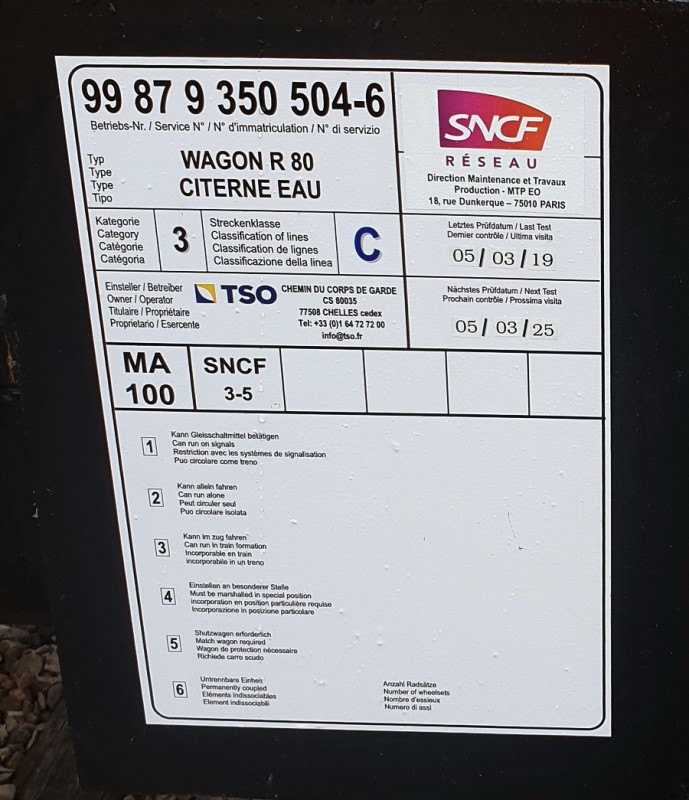 99 87 9 350 504-6
Betriebs-Nr. / Service N° / N° d'immatriculation / N° di servizio
Typ
Type
Type
Tipo
WAGON R 80
CITERNE EAU
SNCF
RÉSEAU
Direction Maintenance et Travaux
Production - MTP EO
18, rue Dunkerque – 75010 PARIS
Kategorie
Category
Catégorie
Catégoria
3
Streckenklasse
Classification of lines
Classification de lignes
Classificazione della linea
C
Letztes Prüfdatum / Last Test
Dernier contrôle / Ultima visita
05/ 03 /19
Einsteller / Betreiber
Owner / Operator
Titulaire / Propriétaire
Proprietario / Esercente
TSO
CHEMIN DU CORPS DE GARDE
CS 80035
77508 CHELLES cedex
Tel: +33 (0)1 64 72 72 00
info@tso.fr
Nächstes Prüfdatum / Next Test
Prochain contrôle / Prossima visita
05/ 03 /25
MA
100
SNCF
3-5
1
Kann Gleisschaltmittel betätigen
Can run on signals
Restriction avec les systèmes de signalisation
Puo circolare come treno
2
Kann allein fahren
Can run alone
Peut circuler seul
Puo circolare isolata
3
Kann im zug fahren
Can run in train formation
Incorporable en train
incorporabile in un treno
4
Einstellen an besonderer Stelle
Must be marshalled in special position
incorporation en position particulière requise
Incorporazione in posizione particolare
5
Shutzwagen erforderlich
Match wagon required
Wagon de protection nécessaire
Richiede carro scudo
6
Untrennbare Einheit
Permanently coupled
Eléments indissociables
Element indissociabili
Anzahl Radsätze
Number of wheelsets
Nombre d'essieux
Numero di assi